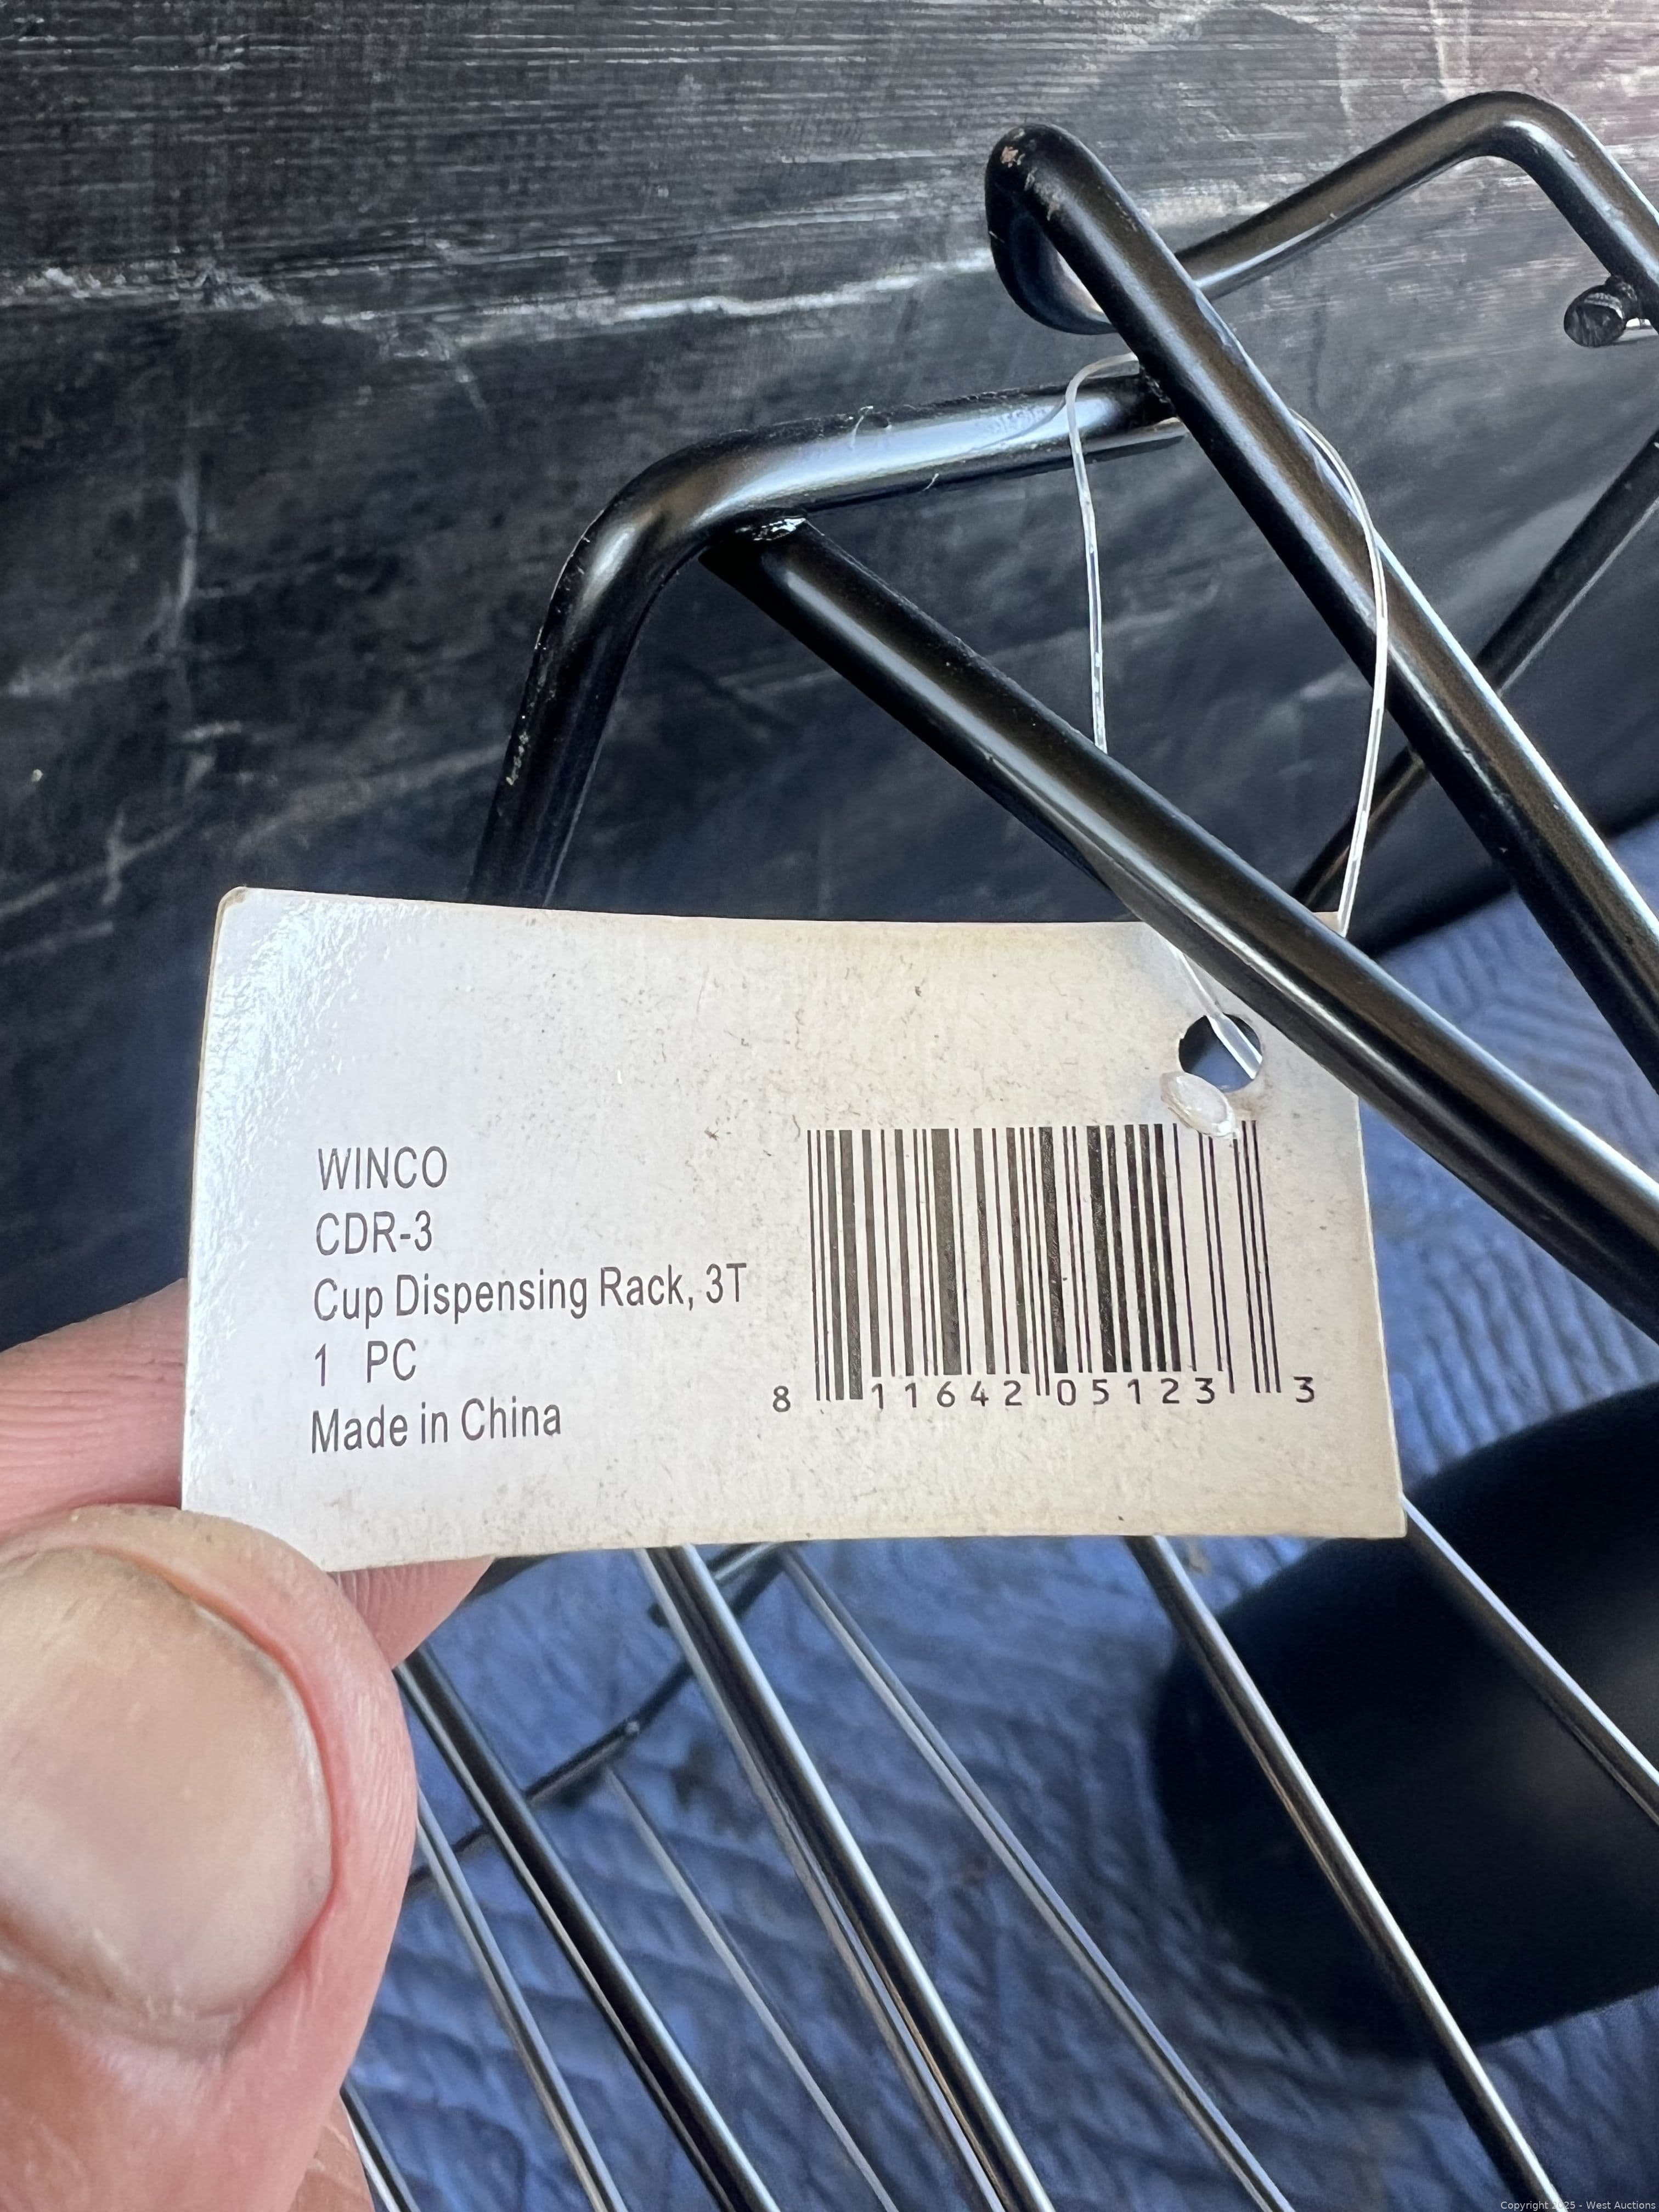 WINCO
CDR-3
Cup Dispensing Rack, 3T
1 PC
Made in China
8 11642 05123 3
Copyright 2025 - West Auctions